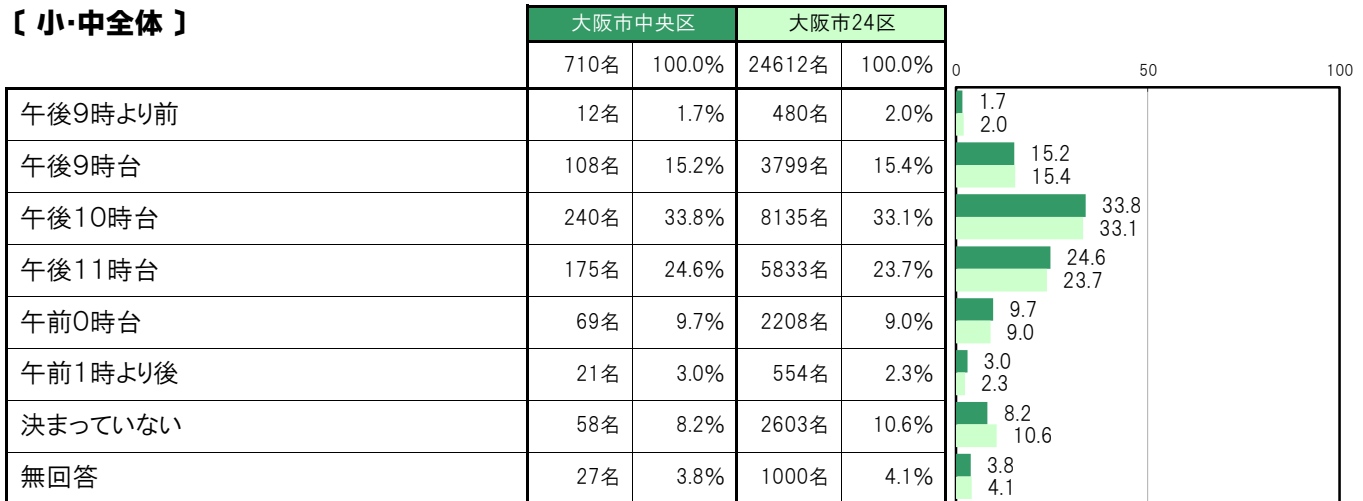 〔 小・中全体 〕
大阪市中央区 大阪市24区
710名 100.0% 24612名 100.0%
0 50 100
午後9時より前 12名 1.7% 480名 2.0% 1.7
2.0
午後9時台 108名 15.2% 3799名 15.4% 15.2
15.4
午後10時台 240名 33.8% 8135名 33.1% 33.8
33.1
午後11時台 175名 24.6% 5833名 23.7% 24.6
23.7
午前0時台 69名 9.7% 2208名 9.0% 9.7
9.0
午前1時より後 21名 3.0% 554名 2.3% 3.0
2.3
決まっていない 58名 8.2% 2603名 10.6% 8.2
10.6
無回答 27名 3.8% 1000名 4.1% 3.8
4.1